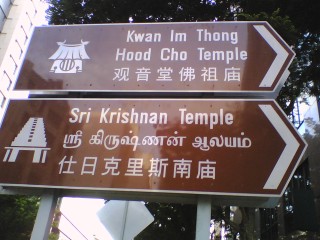 Kwan Im Thong
Hood Cho Temple
观音堂佛祖庙
Sri Krishnan Temple
ஸ்ரீ கிருஷ்ணன் ஆலயம்
仕日克里斯南庙